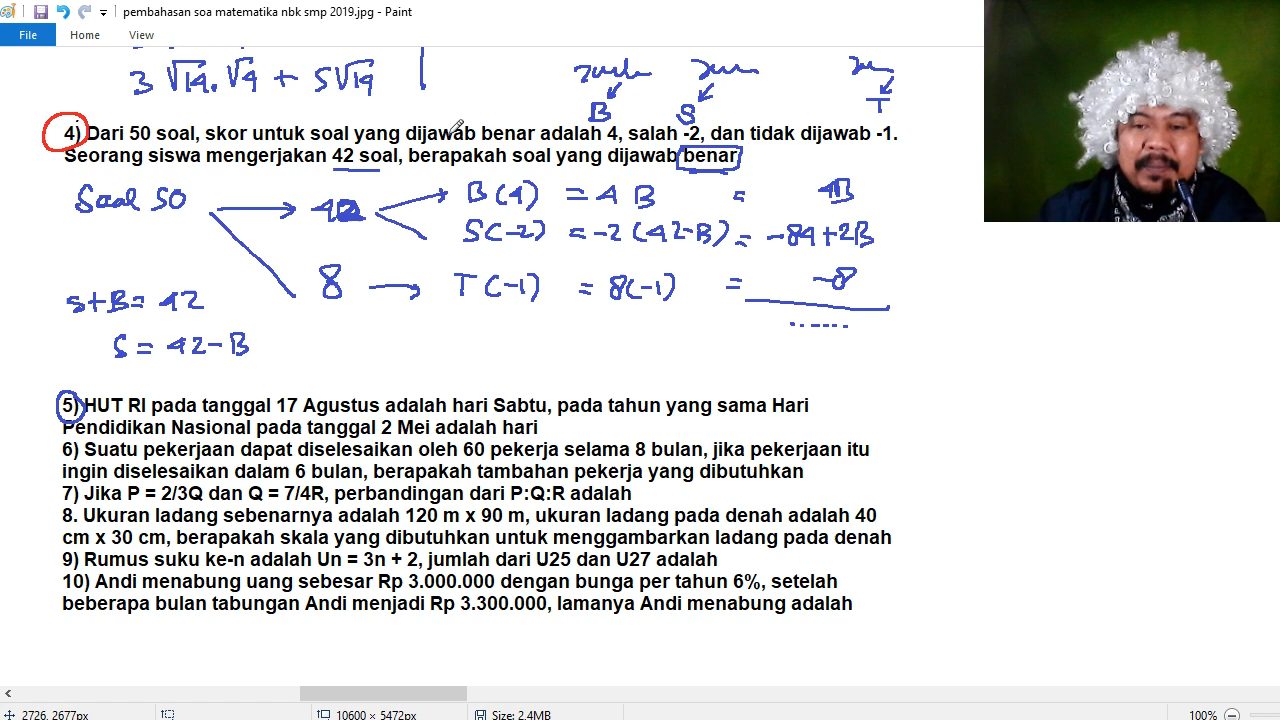 pembahasan soa matematika nbk smp 2019.jpg - Paint
File Home View
3 √14.√9 + 5√14
B S T
4) Dari 50 soal, skor untuk soal yang dijawab benar adalah 4, salah -2, dan tidak dijawab -1.
Seorang siswa mengerjakan 42 soal, berapakah soal yang dijawab benar
Soal 50 42 B(4) = 4B = 4B
S(-2) = -2(42-B) = -84+2B
8 T(-1) = 8(-1) = -8
S+B = 42 ......
S = 42-B
5) HUT RI pada tanggal 17 Agustus adalah hari Sabtu, pada tahun yang sama Hari
Pendidikan Nasional pada tanggal 2 Mei adalah hari
6) Suatu pekerjaan dapat diselesaikan oleh 60 pekerja selama 8 bulan, jika pekerjaan itu
ingin diselesaikan dalam 6 bulan, berapakah tambahan pekerja yang dibutuhkan
7) Jika P = 2/3Q dan Q = 7/4R, perbandingan dari P:Q:R adalah
8. Ukuran ladang sebenarnya adalah 120 m x 90 m, ukuran ladang pada denah adalah 40
cm x 30 cm, berapakah skala yang dibutuhkan untuk menggambarkan ladang pada denah
9) Rumus suku ke-n adalah Un = 3n + 2, jumlah dari U25 dan U27 adalah
10) Andi menabung uang sebesar Rp 3.000.000 dengan bunga per tahun 6%, setelah
beberapa bulan tabungan Andi menjadi Rp 3.300.000, lamanya Andi menabung adalah
2726, 2677px 10600 × 5472px Size: 2.4MB 100%